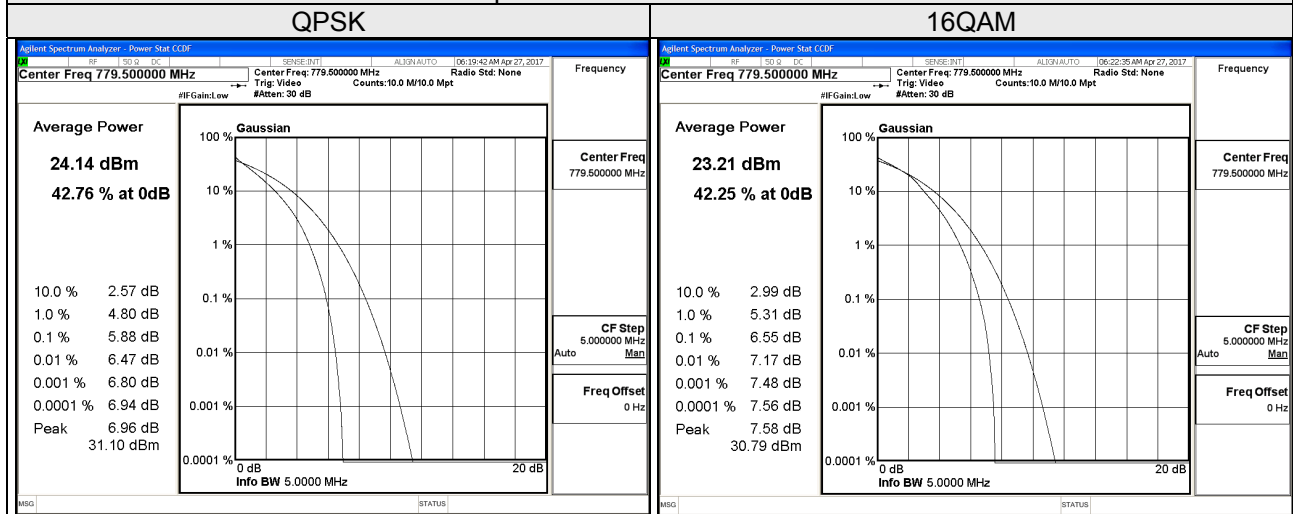 QPSK
Agilent Spectrum Analyzer - Power Stat CCDF
RF 50 Ω DC SENSE:INT ALIGN AUTO 06:19:42 AM Apr 27, 2017
Center Freq 779.500000 MHz
Center Freq: 779.500000 MHz Radio Std: None
Trig: Video Counts:10.0 M/10.0 Mpt
#IFGain:Low #Atten: 30 dB
Frequency
Average Power
24.14 dBm
42.76 % at 0dB
10.0 % 2.57 dB
1.0 % 4.80 dB
0.1 % 5.88 dB
0.01 % 6.47 dB
0.001 % 6.80 dB
0.0001 % 6.94 dB
Peak 6.96 dB
31.10 dBm
Gaussian
100 %
10 %
1 %
0.1 %
0.01 %
0.001 %
0.0001 %
0 dB 20 dB
Info BW 5.0000 MHz
Center Freq
779.500000 MHz
CF Step
5.000000 MHz
Auto Man
Freq Offset
0 Hz
MSG STATUS
16QAM
Agilent Spectrum Analyzer - Power Stat CCDF
RF 50 Ω DC SENSE:INT ALIGN AUTO 06:22:35 AM Apr 27, 2017
Center Freq 779.500000 MHz
Center Freq: 779.500000 MHz Radio Std: None
Trig: Video Counts:10.0 M/10.0 Mpt
#IFGain:Low #Atten: 30 dB
Frequency
Average Power
23.21 dBm
42.25 % at 0dB
10.0 % 2.99 dB
1.0 % 5.31 dB
0.1 % 6.55 dB
0.01 % 7.17 dB
0.001 % 7.48 dB
0.0001 % 7.56 dB
Peak 7.58 dB
30.79 dBm
Gaussian
100 %
10 %
1 %
0.1 %
0.01 %
0.001 %
0.0001 %
0 dB 20 dB
Info BW 5.0000 MHz
Center Freq
779.500000 MHz
CF Step
5.000000 MHz
Auto Man
Freq Offset
0 Hz
MSG STATUS